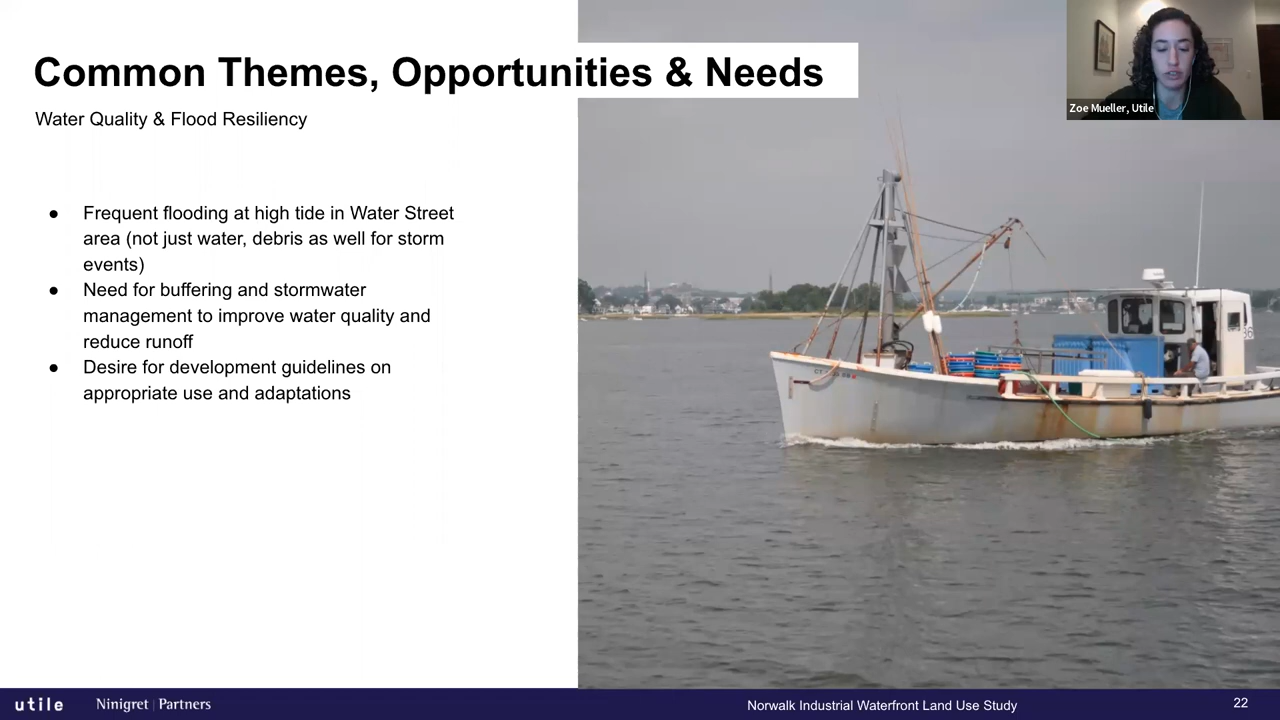 Common Themes, Opportunities & Needs
Water Quality & Flood Resiliency
● Frequent flooding at high tide in Water Street
area (not just water, debris as well for storm
events)
● Need for buffering and stormwater
management to improve water quality and
reduce runoff
● Desire for development guidelines on
appropriate use and adaptations
Zoe Mueller, Utile
utile
Ninigret | Partners
Norwalk Industrial Waterfront Land Use Study
22